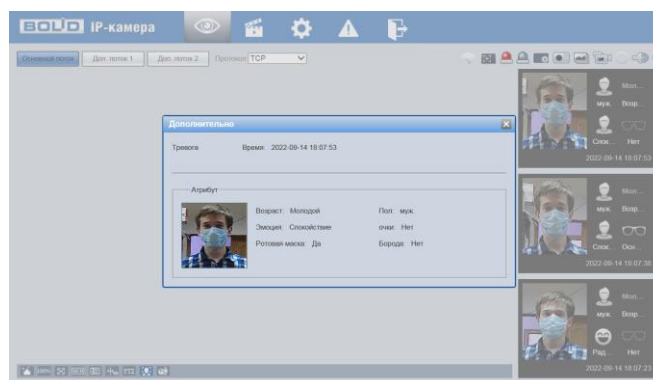 BOLID IP-камера
Основной поток Доп. поток 1 Доп. поток 2 Протокол TCP
Дополнительно
Тревога Время: 2022-09-14 18:07:53
Атрибут
Возраст: Молодой Пол: муж.
Эмоция: Спокойствие очки: Нет
Ротовая маска: Да Борода: Нет
Мол...
муж. Возр...
Спок... Нет
2022-09-14 18:07:53
Мол...
муж. Возр...
Спок... Очк...
2022-09-14 18:07:38
Мол...
муж. Возр...
Рад... Нет
2022-09-14 18:07:23